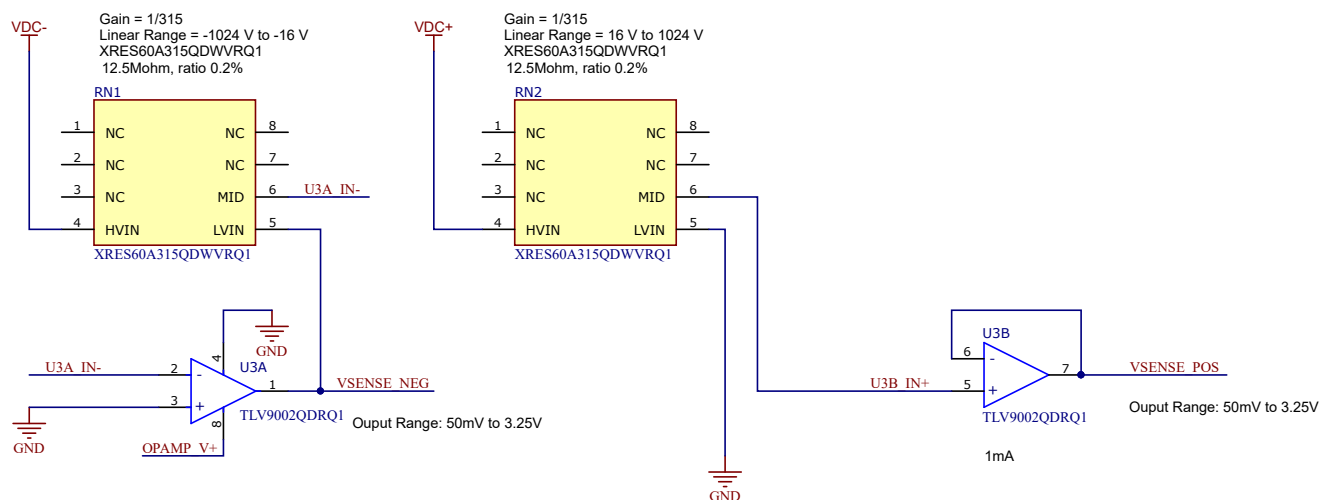 VDC-
Gain = 1/315
Linear Range = -1024 V to -16 V
XRES60A315QDWVRQ1
12.5Mohm, ratio 0.2%
RN1
1 NC NC 8
2 NC NC 7
3 NC MID 6 U3A_IN-
4 HVIN LVIN 5
XRES60A315QDWVRQ1
VDC+
Gain = 1/315
Linear Range = 16 V to 1024 V
XRES60A315QDWVRQ1
12.5Mohm, ratio 0.2%
RN2
1 NC NC 8
2 NC NC 7
3 NC MID 6
4 HVIN LVIN 5
XRES60A315QDWVRQ1
GND
4
U3A
U3A_IN- 2 -
1 VSENSE_NEG
3 +
GND
TLV9002QDRQ1
8
OPAMP_V+
Ouput Range: 50mV to 3.25V
GND
U3B
6 -
7 VSENSE_POS
U3B_IN+ 5 +
TLV9002QDRQ1
Ouput Range: 50mV to 3.25V
1mA